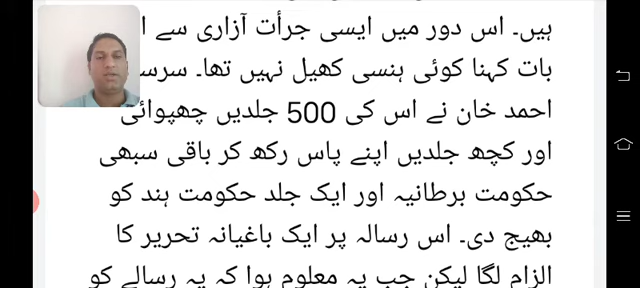 ہیں۔ اس دور میں ایسی جرأت آزاری سے
بات کہنا کوئی ہنسی کھیل نہیں تھا۔
احمد خان نے اس کی 500 جلدیں چھپوائی
اور کچھ جلدیں اپنے پاس رکھ کر باقی سبھی
حکومت برطانیہ اور ایک جلد حکومت ہند کو
بھیج دی۔ اس رسالہ پر ایک باغیانہ تحریر کا
الزام لگا لیکن جب یہ معلوم ہوا کہ یہ رسالے کو